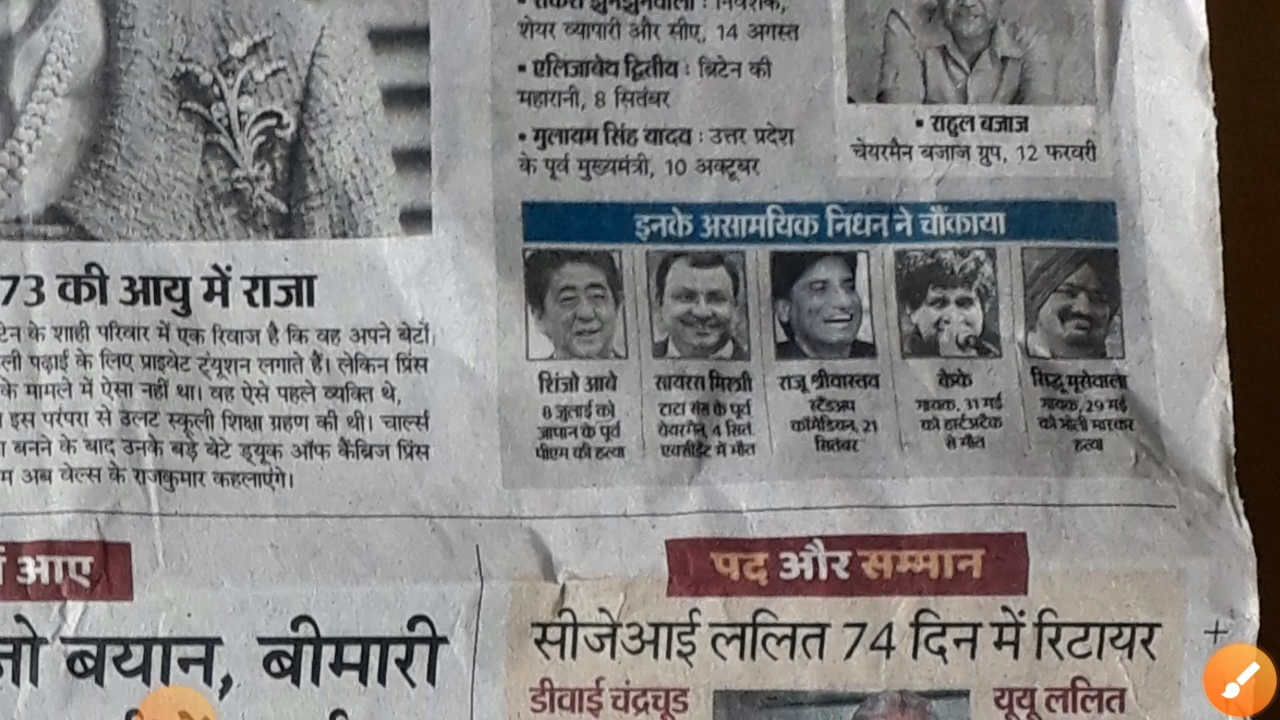 73 की आयु में राजा
टेन के शाही परिवार में एक रिवाज है कि वह अपने बेटों
ली पढ़ाई के लिए प्राइवेट ट्यूशन लगाते हैं। लेकिन प्रिंस
के मामले में ऐसा नहीं था। वह ऐसे पहले व्यक्ति थे,
इस परंपरा से उलट स्कूली शिक्षा ग्रहण की थी। चार्ल्स
बनने के बाद उनके बड़े बेटे ड्यूक ऑफ कैंब्रिज प्रिंस
म अब वेल्स के राजकुमार कहलाएंगे।
▪ राकेश झुनझुनवाला : निवेशक,
शेयर व्यापारी और सीए, 14 अगस्त
▪ एलिजाबेथ द्वितीय : ब्रिटेन की
महारानी, 8 सितंबर
▪ मुलायम सिंह यादव : उत्तर प्रदेश
के पूर्व मुख्यमंत्री, 10 अक्टूबर
▪ राहुल बजाज
चेयरमैन बजाज ग्रुप, 12 फरवरी
इनके असामयिक निधन ने चौंकाया
शिंजो आबे
8 जुलाई को
जापान के पूर्व
पीएम की हत्या
सायरस मिस्त्री
टाटा संस के पूर्व
चेयरमैन, 4 सितं.
एक्सीडेंट में मौत
राजू श्रीवास्तव
स्टैंडअप
कॉमेडियन, 21
सितंबर
केके
गायक, 31 मई
को हार्टअटैक
से मौत
सिद्धू मूसेवाला
गायक, 29 मई
को गोली मारकर
हत्या
आए
बयान, बीमारी
पद और सम्मान
सीजेआई ललित 74 दिन में रिटायर
डीवाई चंद्रचूड
यूयू ललित